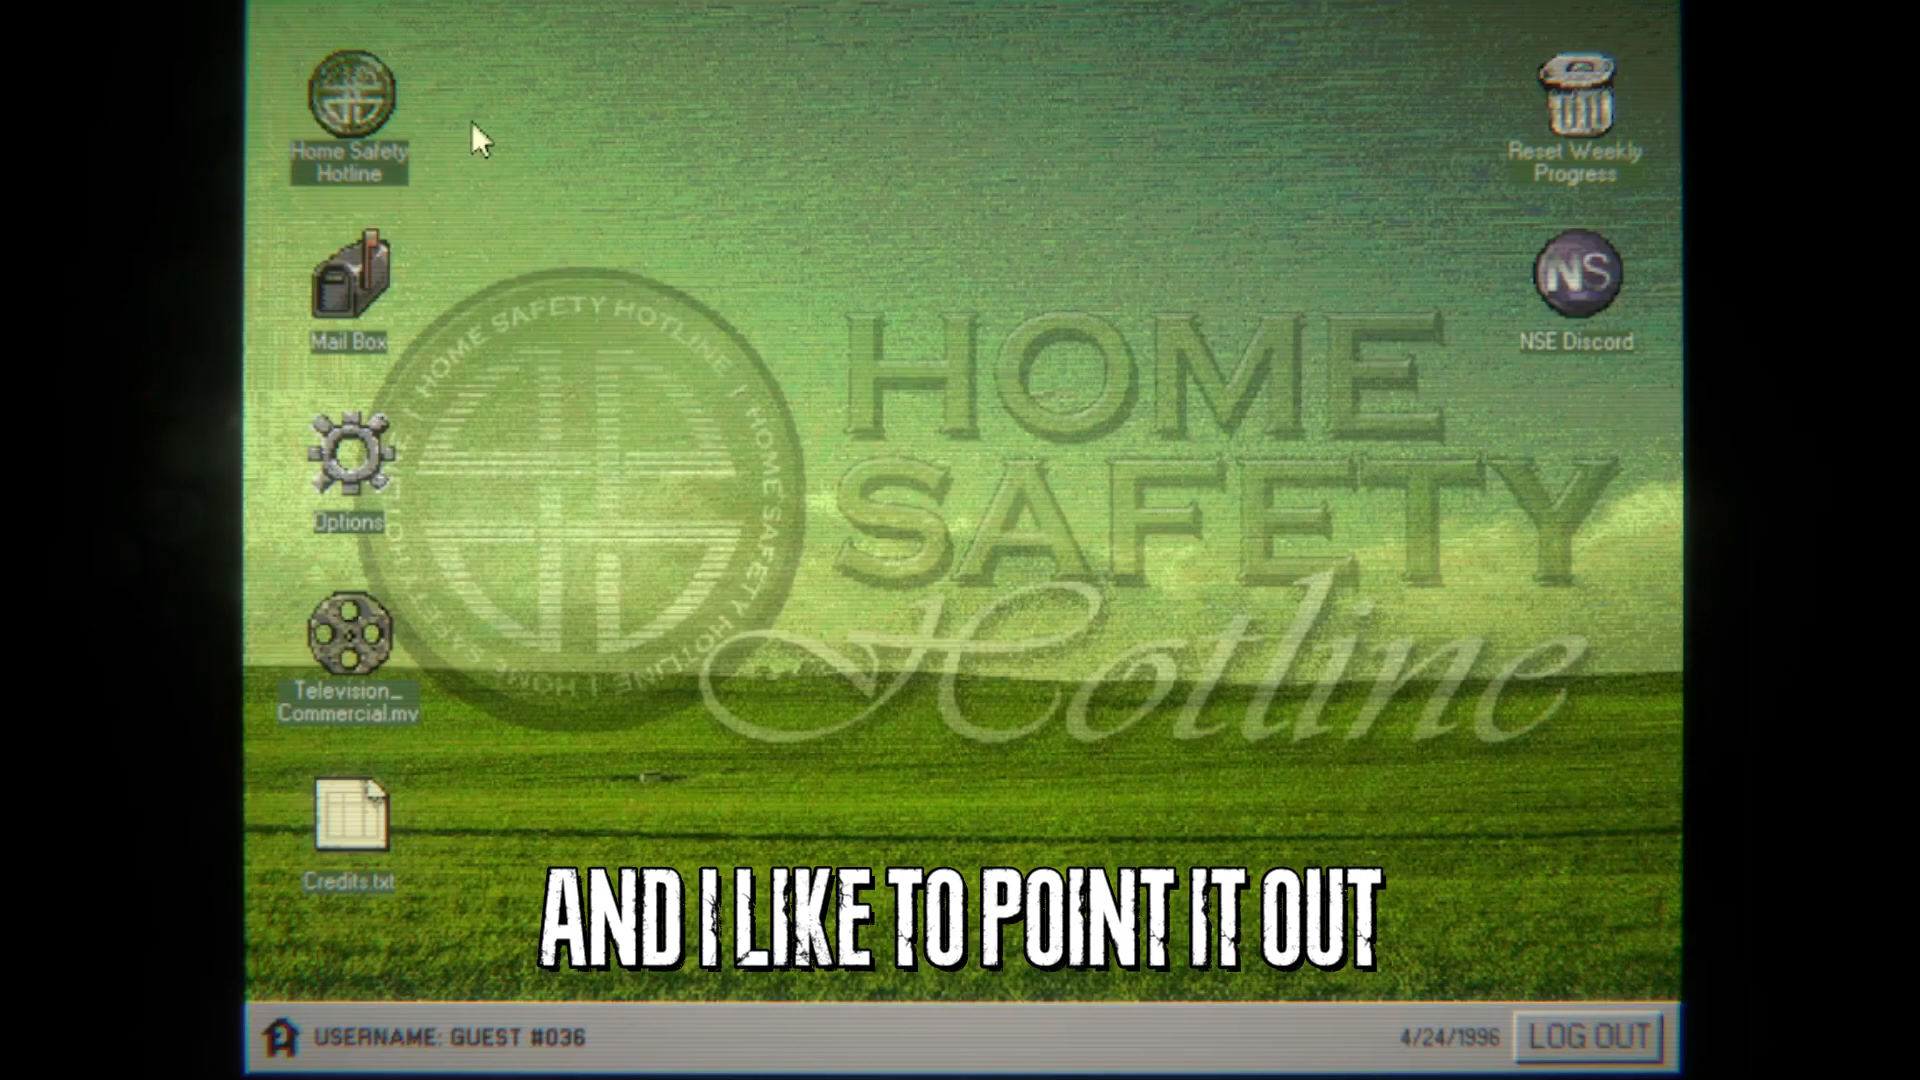 Home Safety
Hotline
Mail Box
Options
Television_
Commercial.mv
Credits.txt
Reset Weekly
Progress
NS
NSE Discord
HOME SAFETY HOTLINE | HOME SAFETY HOTLINE | HOME SAFETY HOTLINE |
HOME
SAFETY
Hotline
AND I LIKE TO POINT IT OUT
USERNAME: GUEST #036
4/24/1996
LOG OUT